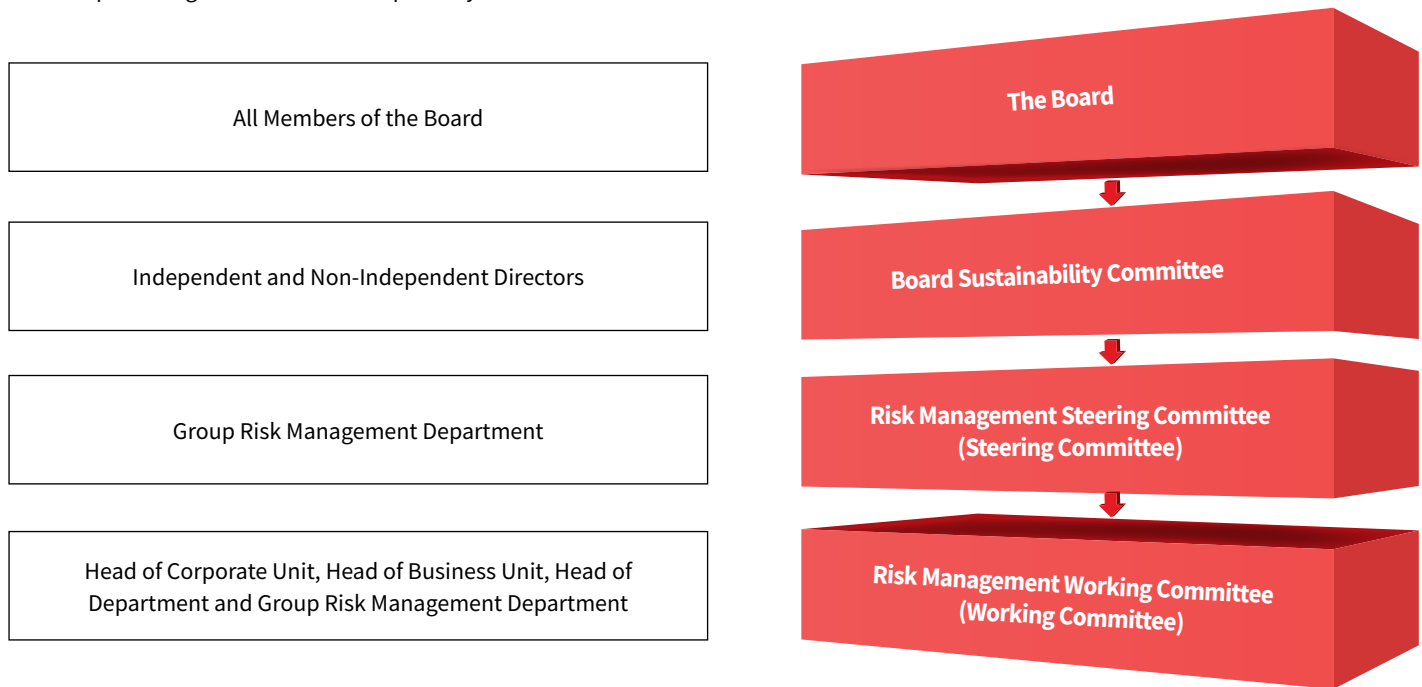 All Members of the Board
The Board
Independent and Non-Independent Directors
Board Sustainability Committee
Group Risk Management Department
Risk Management Steering Committee
(Steering Committee)
Head of Corporate Unit, Head of Business Unit, Head of
Department and Group Risk Management Department
Risk Management Working Committee
(Working Committee)